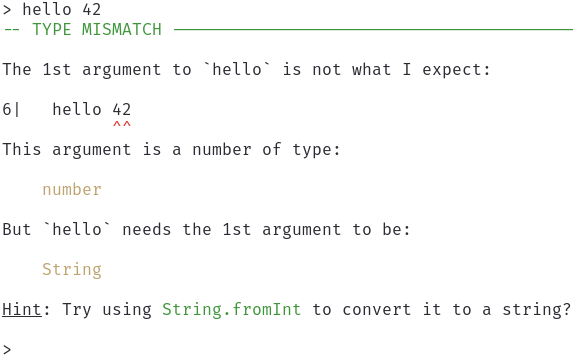 > hello 42
-- TYPE MISMATCH ----------------------------------------
The 1st argument to `hello` is not what I expect:
6|   hello 42
           ^^
This argument is a number of type:
    number
But `hello` needs the 1st argument to be:
    String
Hint: Try using String.fromInt to convert it to a string?
>